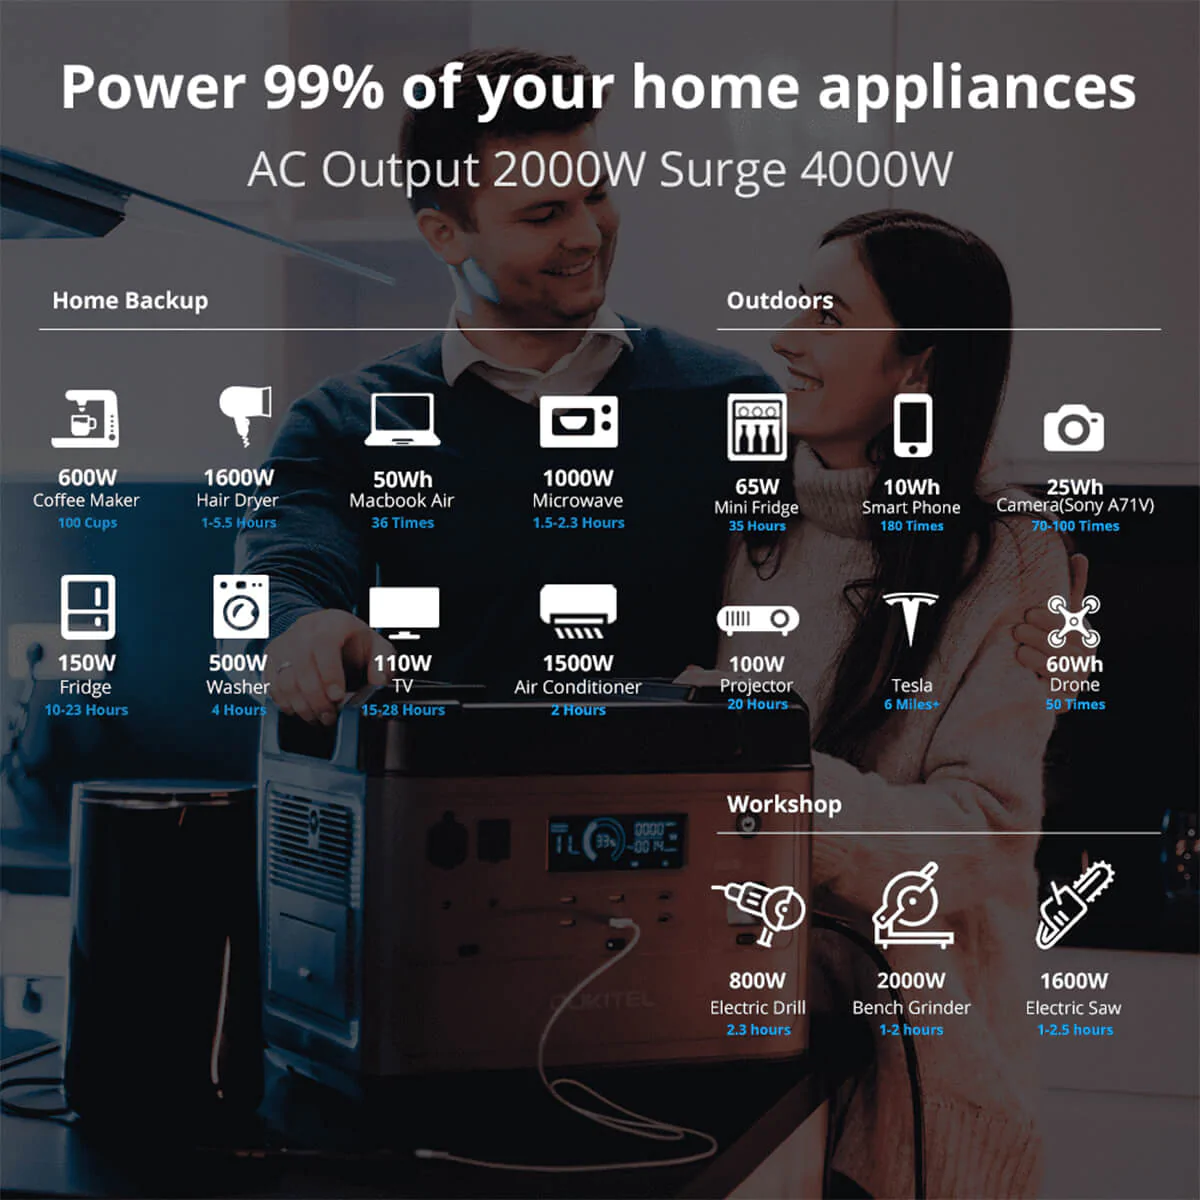 Power 99% of your home appliances
AC Output 2000W Surge 4000W
Home Backup
600W
Coffee Maker
100 Cups
1600W
Hair Dryer
1-5.5 Hours
50Wh
Macbook Air
36 Times
1000W
Microwave
1.5-2.3 Hours
150W
Fridge
10-23 Hours
500W
Washer
4 Hours
110W
TV
15-28 Hours
1500W
Air Conditioner
2 Hours
Outdoors
65W
Mini Fridge
35 Hours
10Wh
Smart Phone
180 Times
25Wh
Camera(Sony A71V)
70-100 Times
100W
Projector
20 Hours
Tesla
6 Miles+
60Wh
Drone
50 Times
Workshop
800W
Electric Drill
2.3 hours
2000W
Bench Grinder
1-2 hours
1600W
Electric Saw
1-2.5 hours
33%
OUKITEL